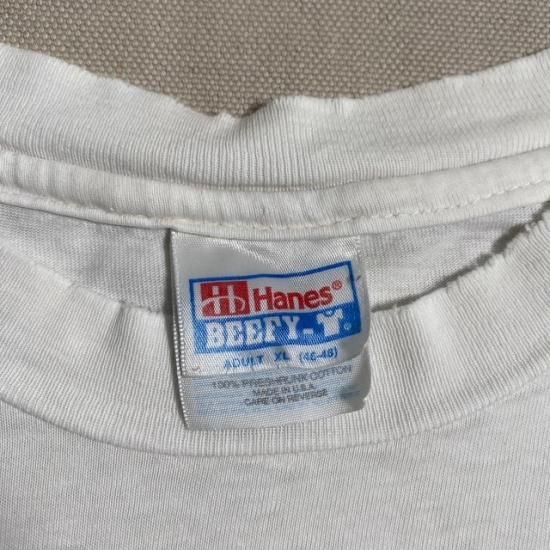 Hanes®
BEEFY-T®
ADULT XL (46-48)
100% PRESHRUNK COTTON
MADE IN U.S.A.
CARE ON REVERSE